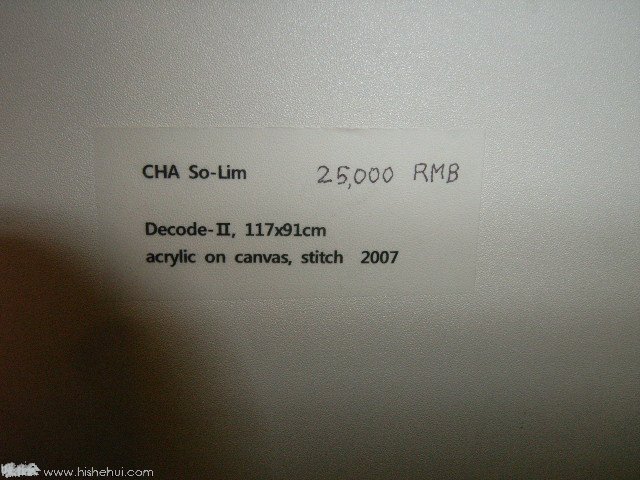 CHA So-Lim 25,000 RMB
Decode-Ⅱ, 117x91cm
acrylic on canvas, stitch 2007
www.hishehui.com